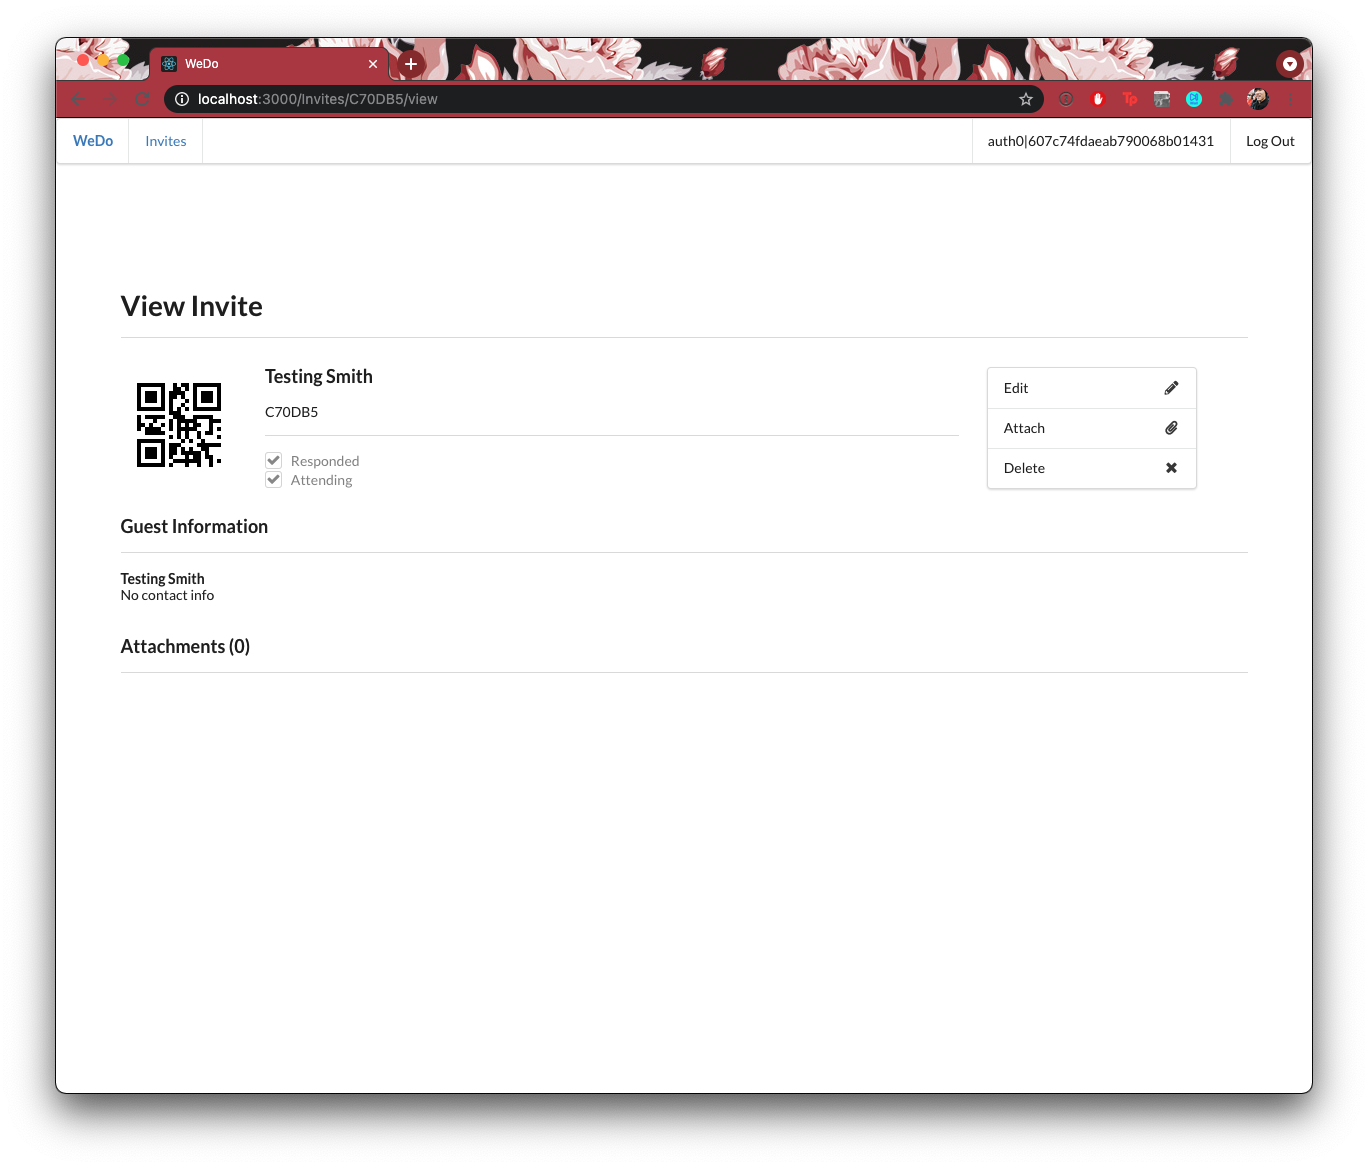 WeDo
localhost:3000/invites/C70DB5/view
Tp
WeDo Invites auth0|607c74fdaeab790068b01431 Log Out
View Invite
Testing Smith
C70DB5
Responded
Attending
Edit
Attach
Delete
Guest Information
Testing Smith
No contact info
Attachments (0)